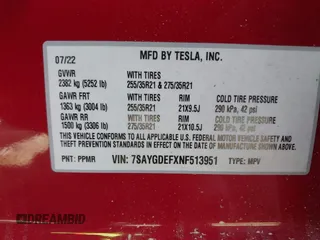 07/22 MFD BY TESLA, INC.
GVWR WITH TIRES
2382 kg (5252 lb) 255/35R21 & 275/35R21
GAWR FRT WITH TIRES RIM COLD TIRE PRESSURE
1363 kg (3004 lb) 255/35R21 21X9.5J 290 kPa, 42 psi
GAWR RR WITH TIRES RIM COLD TIRE PRESSURE
1500 kg (3306 lb) 275/35R21 21X10.5J 290 kPa, 42 psi
THIS VEHICLE CONFORMS TO ALL APPLICABLE U.S. FEDERAL MOTOR VEHICLE SAFETY AND
THEFT PREVENTION STANDARDS IN EFFECT ON THE DATE OF MANUFACTURE SHOWN ABOVE.
PNT: PPMR VIN: 7SAYGDEFXNF513951 TYPE: MPV
DREAMBID